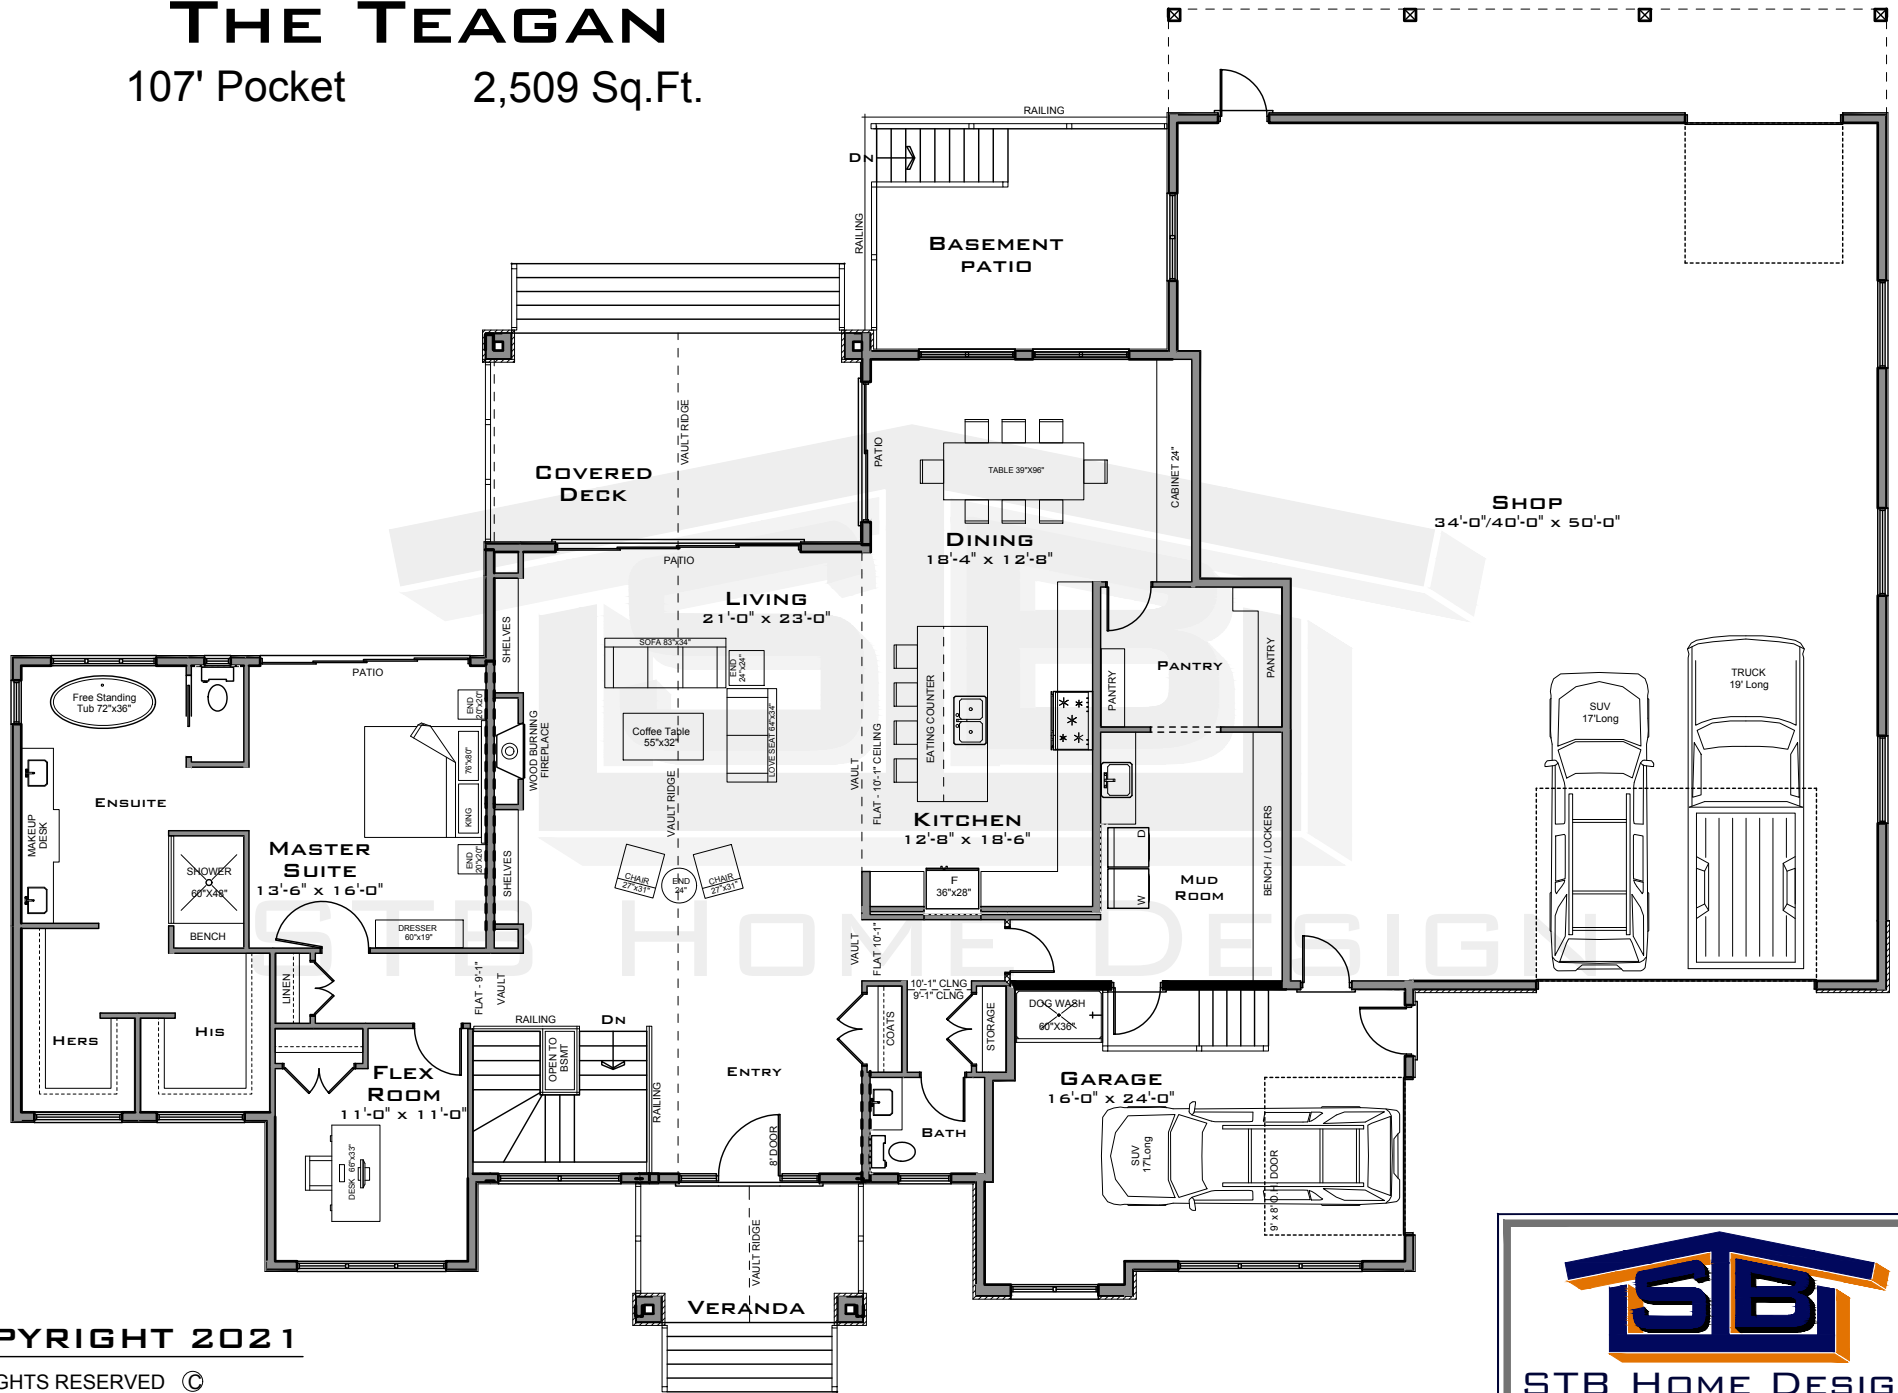 THE TEAGAN
107' Pocket 2,509 Sq.Ft.
RAILING
DN
RAILING
BASEMENT
PATIO
VAULT RIDGE
COVERED
DECK
PATIO
TABLE 39"X96"
CABINET 24"
DINING
18'-4" x 12'-8"
SHOP
34'-0"/40'-0" x 50'-0"
PATIO
LIVING
21'-0" x 23'-0"
SHELVES
SOFA 83"x34"
END
24"x24"
LOVE SEAT 64"x34"
Coffee Table
55"x32"
VAULT RIDGE
WOOD BURNING
FIREPLACE
SHELVES
CHAIR
27"x31"
END
24"
CHAIR
27"x31"
VAULT
FLAT - 10'-1" CEILING
EATING COUNTER
KITCHEN
12'-8" x 18'-6"
F
36"x28"
PANTRY
PANTRY
PANTRY
D
W
MUD
ROOM
BENCH / LOCKERS
SUV
17'Long
TRUCK
19' Long
PATIO
Free Standing
Tub 72"x36"
ENSUITE
MAKEUP
DESK
SHOWER
60"X48"
BENCH
MASTER
SUITE
13'-6" x 16'-0"
END
20"x20"
76"x80"
KING
END
20"x20"
DRESSER
60"x19"
LINEN
HERS
HIS
FLAT - 9'-1"
VAULT
VAULT
FLAT 10'-1"
10'-1" CLNG
9'-1" CLNG
COATS
STORAGE
DOG WASH
60"X36"
RAILING
DN
OPEN TO
BSMT
RAILING
ENTRY
8' DOOR
FLEX
ROOM
11'-0" x 11'-0"
DESK 66"x33"
BATH
GARAGE
16'-0" x 24'-0"
SUV
17'Long
9' x 8' O.H. DOOR
VAULT RIDGE
VERANDA
STB HOME DESIGN
PYRIGHT 2021
GHTS RESERVED ©
STB HOME DESIG